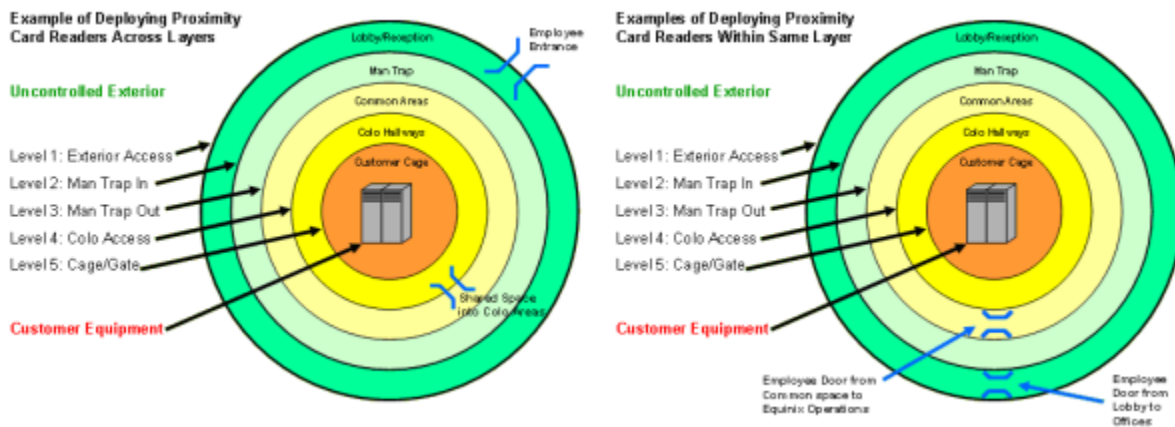 Example of Deploying Proximity
Card Readers Across Layers
Uncontrolled Exterior
Level 1: Exterior Access
Level 2: Man Trap In
Level 3: Man Trap Out
Level 4: Colo Access
Level 5: Cage/Gate
Customer Equipment
Lobby/Reception
Man Trap
Common Areas
Colo Hallways
Customer Cage
Employee
Entrance
Shared Space
into Colo Areas
Examples of Deploying Proximity
Card Readers Within Same Layer
Uncontrolled Exterior
Level 1: Exterior Access
Level 2: Man Trap In
Level 3: Man Trap Out
Level 4: Colo Access
Level 5: Cage/Gate
Customer Equipment
Lobby/Reception
Man Trap
Common Areas
Colo Hallways
Customer Cage
Employee Door from
Common space to
Equinix Operations
Employee
Door from
Lobby to
Offices